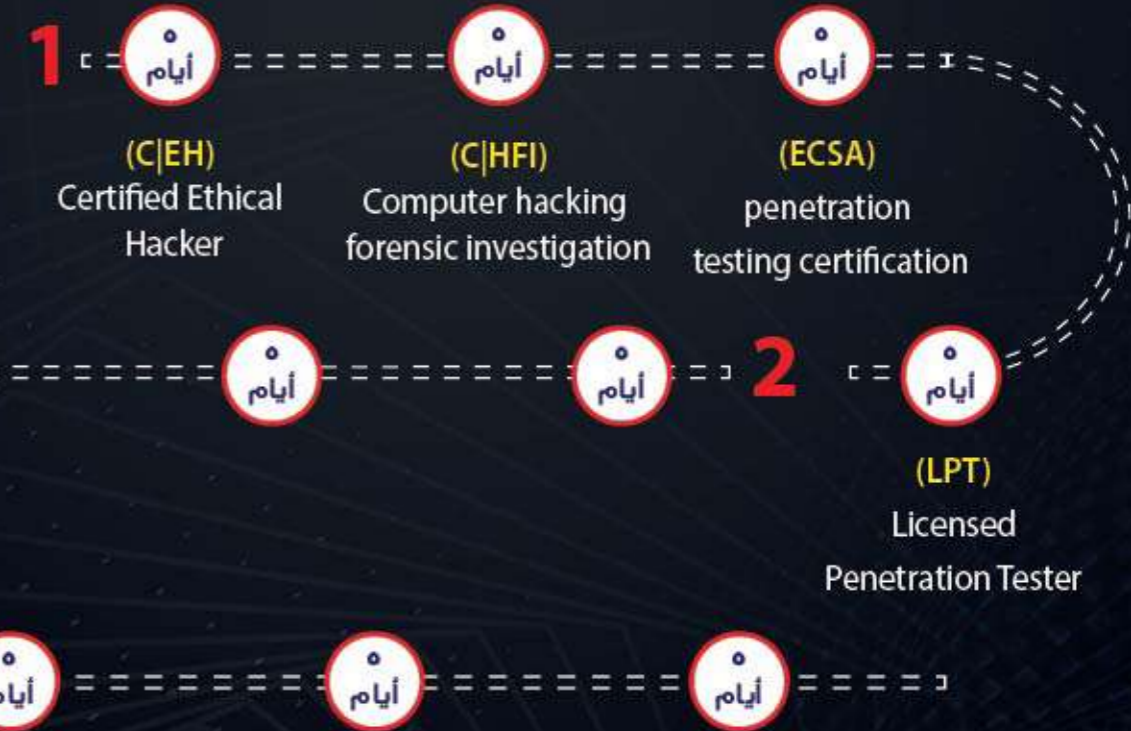 1
٥
أيام
٥
أيام
٥
أيام
(C|EH)
Certified Ethical
Hacker
(C|HFI)
Computer hacking
forensic investigation
(ECSA)
penetration
testing certification
٥
أيام
٥
أيام
2
٥
أيام
(LPT)
Licensed
Penetration Tester
٥
أيام
٥
أيام
٥
أيام